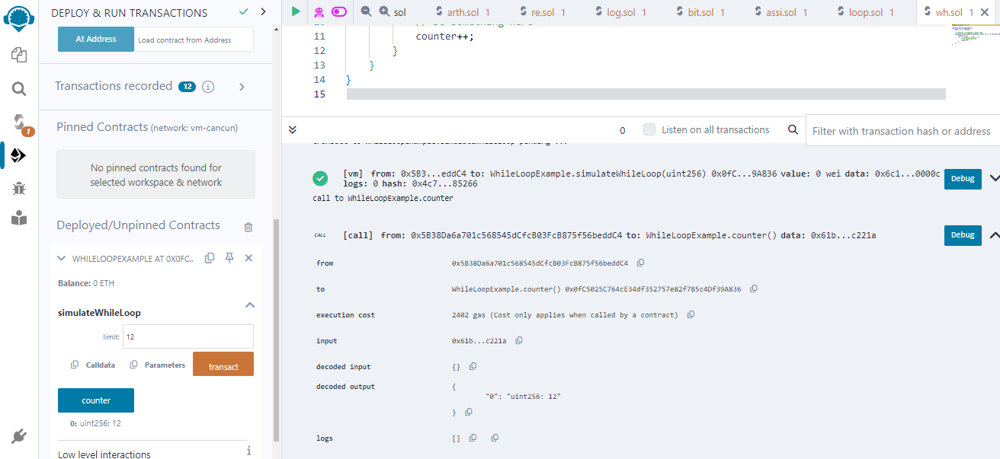 DEPLOY & RUN TRANSACTIONS
At Address
Load contract from Address
Transactions recorded 12
Pinned Contracts (network: vm-cancun)
No pinned contracts found for
selected workspace & network
1
Deployed/Unpinned Contracts
WHILELOOPEXAMPLE AT 0X0FC...
Balance: 0 ETH
simulateWhileLoop
limit: 12
Calldata
Parameters
transact
counter
0: uint256: 12
Low level interactions
sol
arth.sol 1
re.sol 1
log.sol 1
bit.sol 1
assi.sol 1
loop.sol 1
wh.sol 1
11 counter++;
12 }
13 }
14 }
15
0
Listen on all transactions
Filter with transaction hash or address
[vm] from: 0x5B3...eddC4 to: WhileLoopExample.simulateWhileLoop(uint256) 0x0fC...9A836 value: 0 wei data: 0x6c1...0000c
logs: 0 hash: 0x4c7...85266
Debug
call to WhileLoopExample.counter
CALL [call] from: 0x5B38Da6a701c568545dCfcB03FcB875f56beddC4 to: WhileLoopExample.counter() data: 0x61b...c221a
Debug
from 0x5B38Da6a701c568545dCfcB03FcB875f56beddC4
to WhileLoopExample.counter() 0x0fC5025C764cE34df352757e82f7B5c4Df39A836
execution cost 2402 gas (Cost only applies when called by a contract)
input 0x61b...c221a
decoded input {}
decoded output {
"0": "uint256: 12"
}
logs []